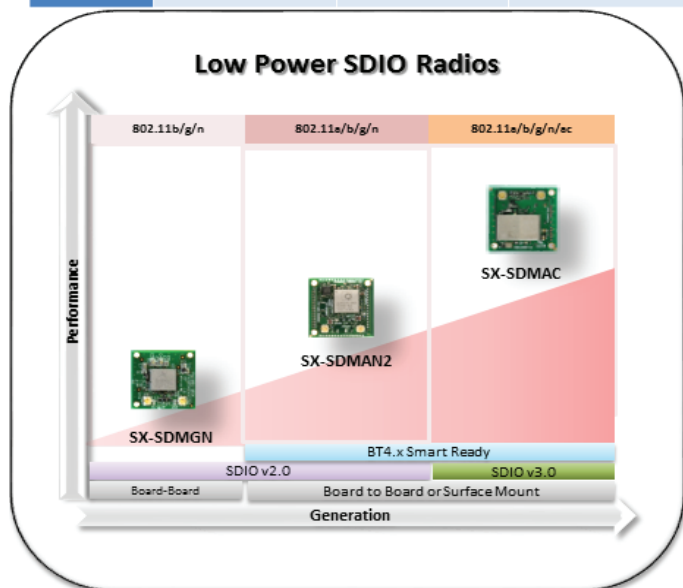 Low Power SDIO Radios
802.11b/g/n
802.11a/b/g/n
802.11a/b/g/n/ac
SX-SDMAC
SX-SDMAN2
SX-SDMGN
Performance
BT4.x Smart Ready
SDIO v2.0
SDIO v3.0
Board-Board
Board to Board or Surface Mount
Generation